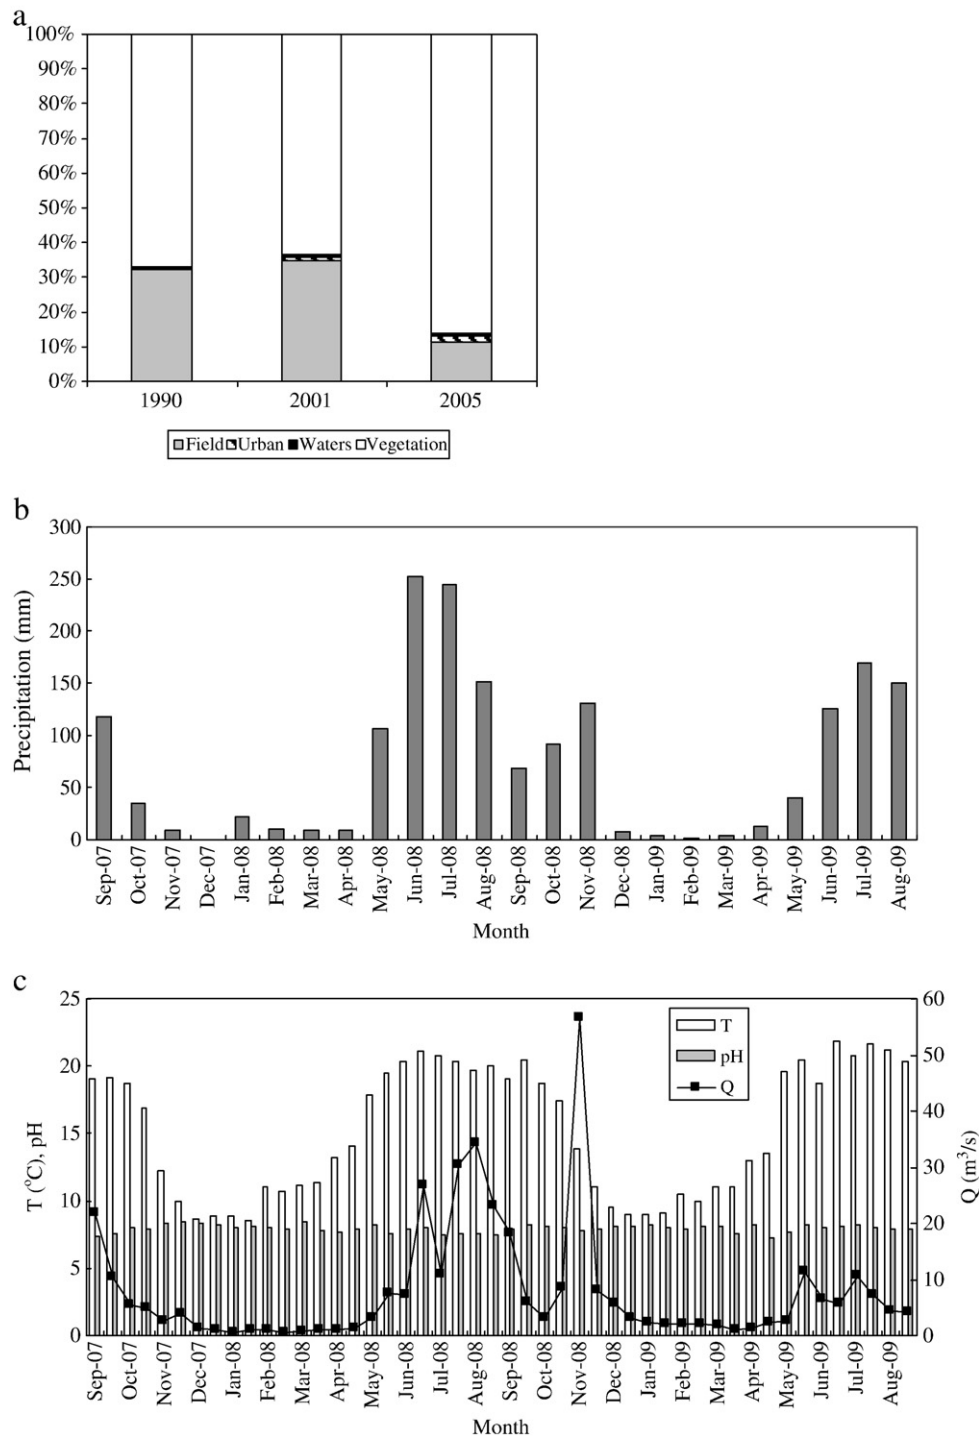 a
100%
90%
80%
70%
60%
50%
40%
30%
20%
10%
0%
1990 2001 2005
Field Urban Waters Vegetation
b
300
250
200
150
100
50
0
Precipitation (mm)
Sep-07
Oct-07
Nov-07
Dec-07
Jan-08
Feb-08
Mar-08
Apr-08
May-08
Jun-08
Jul-08
Aug-08
Sep-08
Oct-08
Nov-08
Dec-08
Jan-09
Feb-09
Mar-09
Apr-09
May-09
Jun-09
Jul-09
Aug-09
Month
c
25
20
15
10
5
0
T (°C), pH
T
pH
Q
60
50
40
30
20
10
0
Q (m³/s)
Sep-07
Oct-07
Nov-07
Dec-07
Jan-08
Feb-08
Mar-08
Apr-08
May-08
Jun-08
Jul-08
Aug-08
Sep-08
Oct-08
Nov-08
Dec-08
Jan-09
Feb-09
Mar-09
Apr-09
May-09
Jun-09
Jul-09
Aug-09
Month